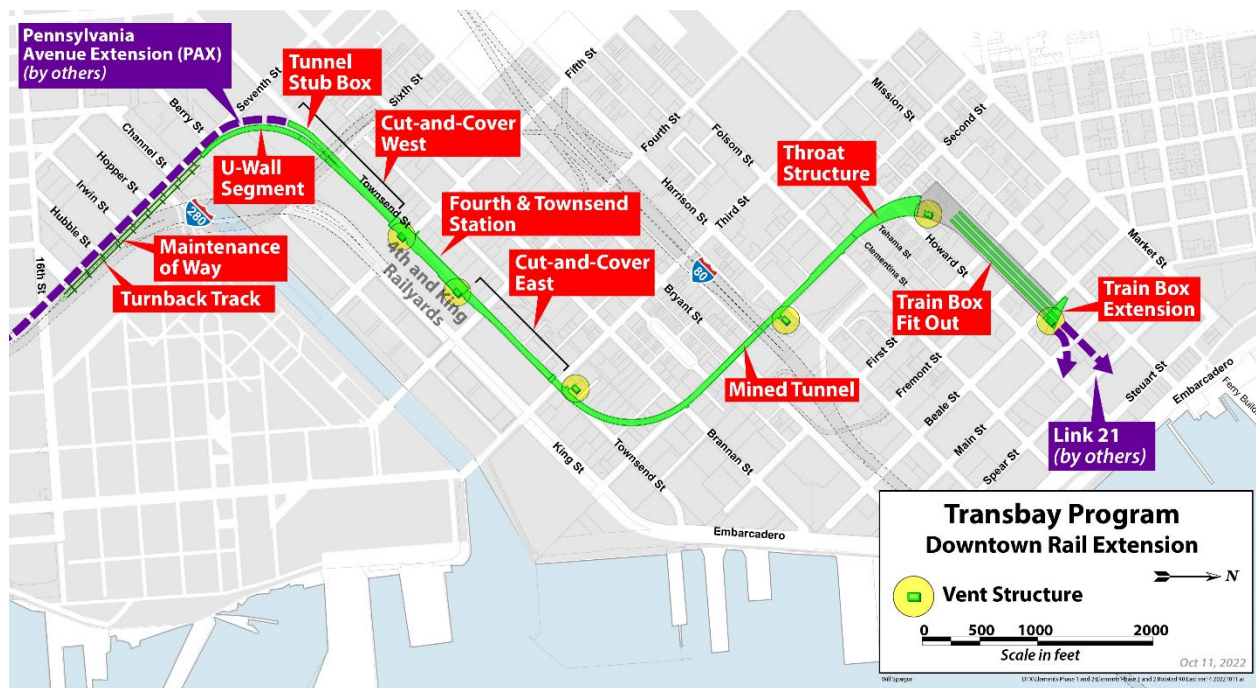 Pennsylvania
Avenue Extension (PAX)
(by others)
Tunnel
Stub Box
Cut-and-Cover
West
U-Wall
Segment
Fourth & Townsend
Station
Cut-and-Cover
East
Maintenance
of Way
Turnback Track
4th and King
Railyards
Throat
Structure
Train Box
Fit Out
Train Box
Extension
Mined Tunnel
Link 21
(by others)
Seventh St
Sixth St
Fifth St
Fourth St
Third St
Second St
First St
Berry St
Channel St
Hopper St
Irwin St
Hubble St
16th St
Townsend St
280
80
Mission St
Folsom St
Harrison St
Bryant St
Tehama St
Clementina St
Howard St
Market St
Fremont St
Beale St
Main St
Spear St
Steuart St
Embarcadero
King St
Townsend St
Brannan St
Embarcadero
Transbay Program
Downtown Rail Extension
N
Vent Structure
0 500 1000 2000
Scale in feet
Oct 11, 2022